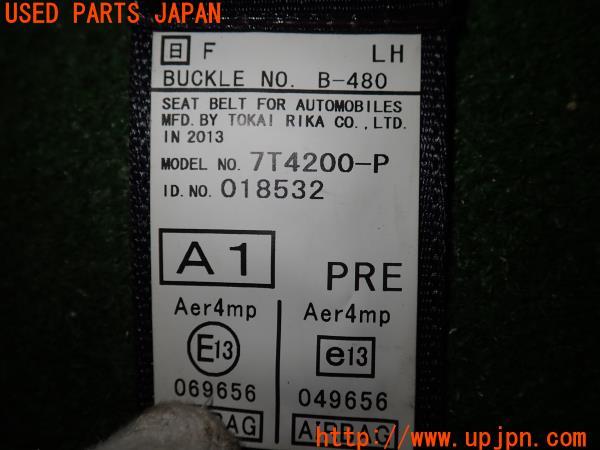 USED PARTS JAPAN
日 F LH
BUCKLE NO. B-480
SEAT BELT FOR AUTOMOBILES
MFD. BY TOKAI RIKA CO., LTD.
IN 2013
MODEL NO. 7T4200-P
ID. NO. 018532
A1 PRE
Aer4mp Aer4mp
E13 e13
069656 049656
AIRBAG
http://www.upjpn.com/